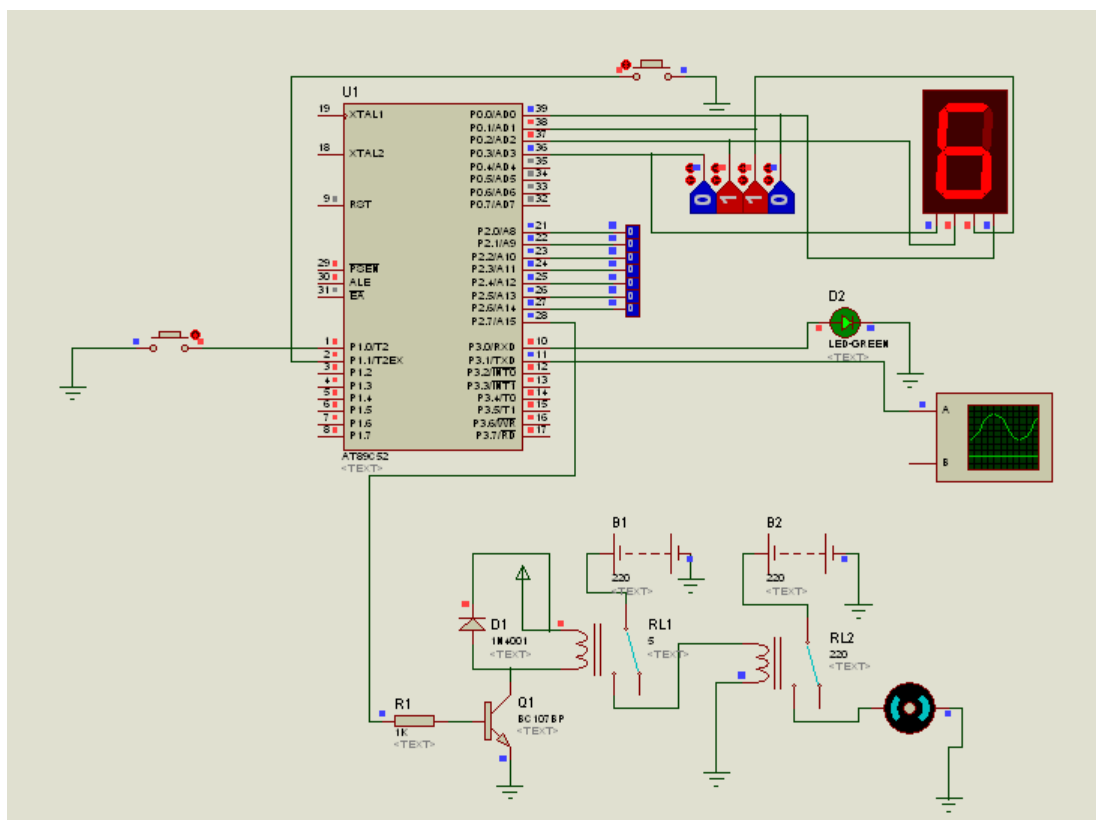 U1
19 XTAL1
18 XTAL2
9 RST
29 PSEN
30 ALE
31 EA
1 P1.0/T2
2 P1.1/T2EX
3 P1.2
4 P1.3
5 P1.4
6 P1.5
7 P1.6
8 P1.7
P0.0/AD0 39
P0.1/AD1 38
P0.2/AD2 37
P0.3/AD3 36
P0.4/AD4 35
P0.5/AD5 34
P0.6/AD6 33
P0.7/AD7 32
P2.0/A8 21
P2.1/A9 22
P2.2/A10 23
P2.3/A11 24
P2.4/A12 25
P2.5/A13 26
P2.6/A14 27
P2.7/A15 28
P3.0/RXD 10
P3.1/TXD 11
P3.2/INT0 12
P3.3/INT1 13
P3.4/T0 14
P3.5/T1 15
P3.6/WR 16
P3.7/RD 17
AT89C52
<TEXT>
0 1 1 0
6
0
0
0
0
0
0
0
D2
LED-GREEN
<TEXT>
A
B
B1
220
<TEXT>
B2
220
<TEXT>
D1
1N4001
<TEXT>
RL1
5
<TEXT>
RL2
220
<TEXT>
R1
1K
<TEXT>
Q1
BC107BP
<TEXT>